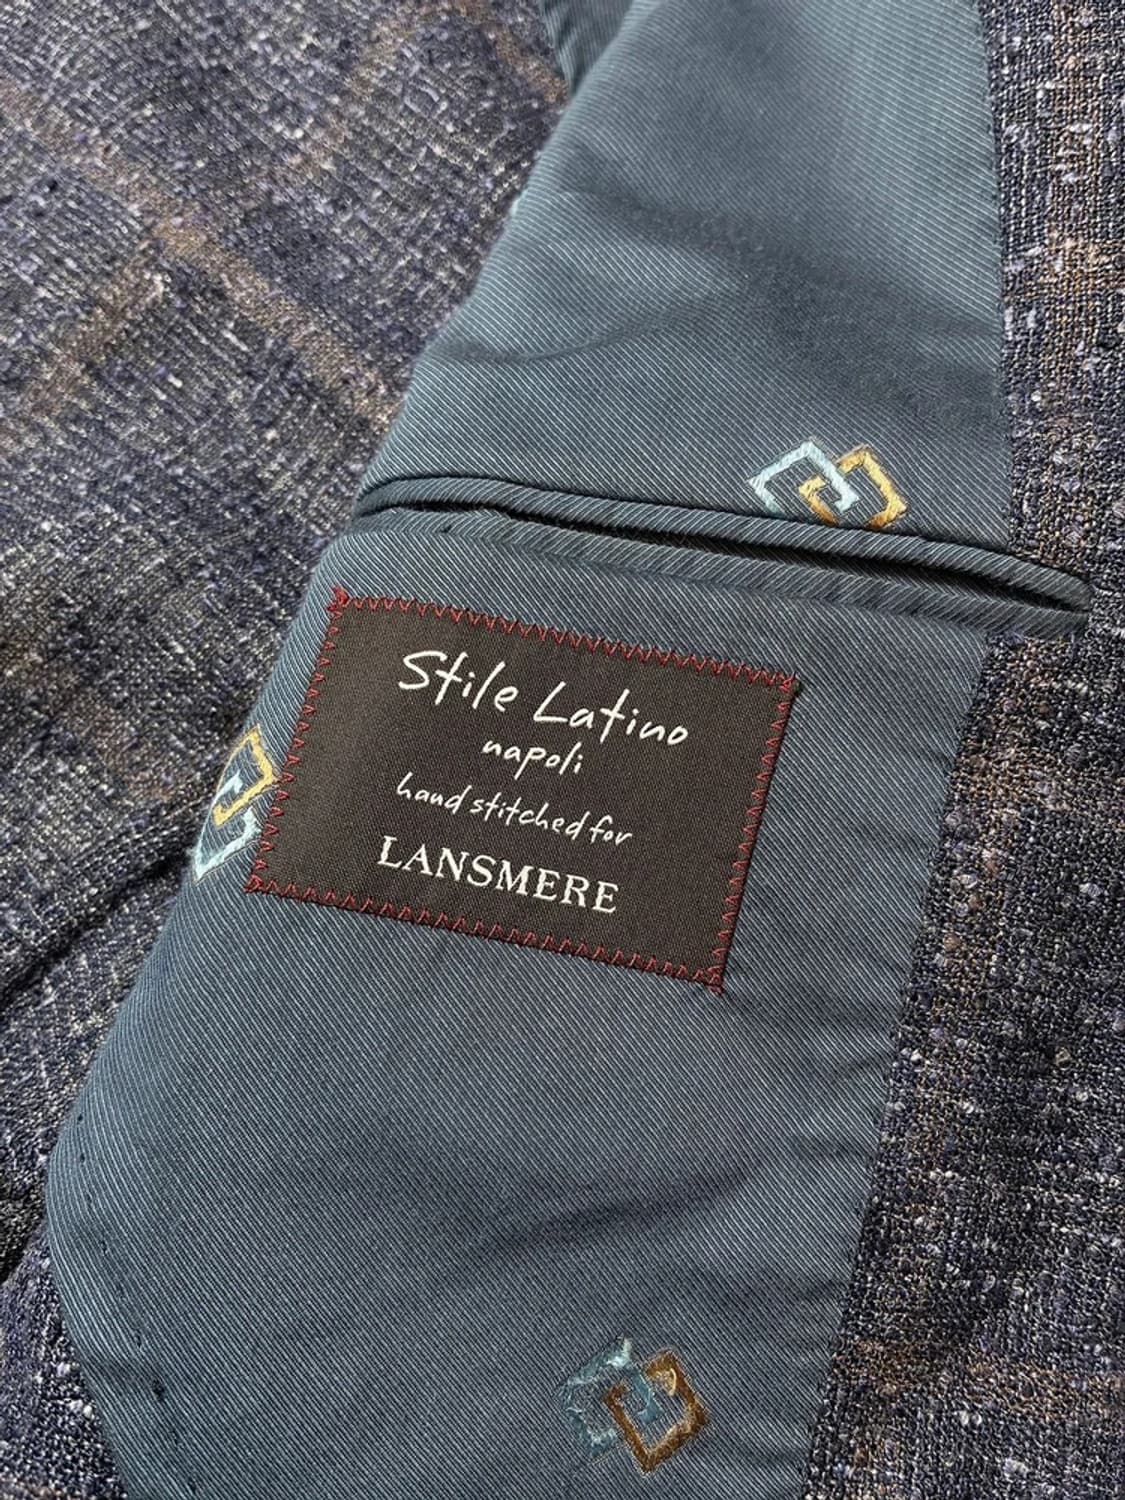 Stile Latino
napoli
hand stitched for
LANSMERE